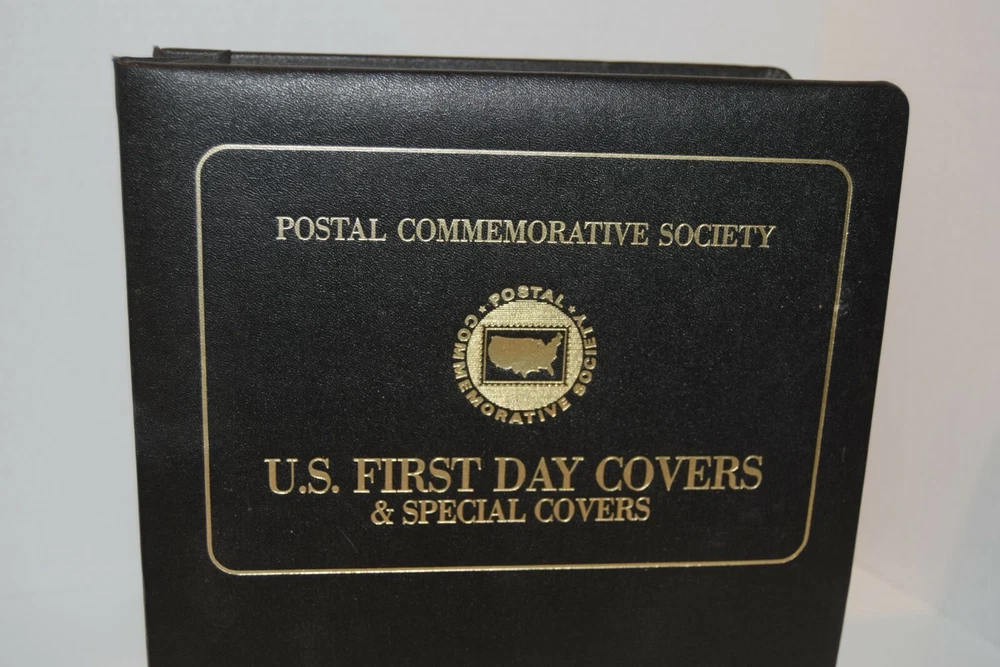 POSTAL COMMEMORATIVE SOCIETY
★ POSTAL ★
COMMEMORATIVE SOCIETY
U.S. FIRST DAY COVERS
& SPECIAL COVERS